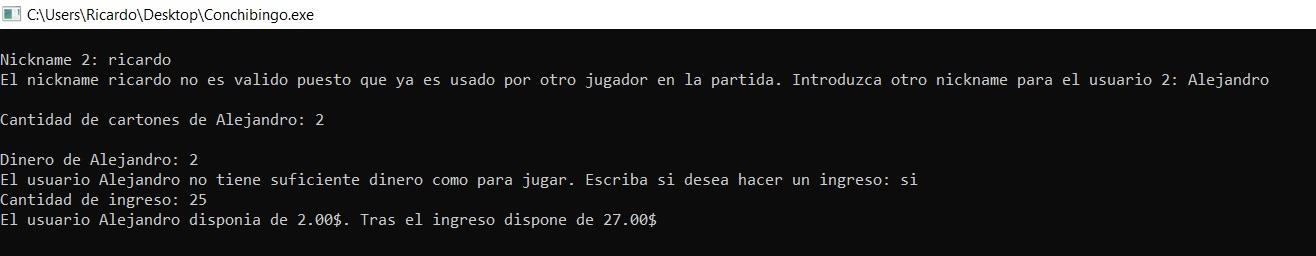 C:\Users\Ricardo\Desktop\Conchibingo.exe
Nickname 2: ricardo
El nickname ricardo no es valido puesto que ya es usado por otro jugador en la partida. Introduzca otro nickname para el usuario 2: Alejandro
Cantidad de cartones de Alejandro: 2
Dinero de Alejandro: 2
El usuario Alejandro no tiene suficiente dinero como para jugar. Escriba si desea hacer un ingreso: si
Cantidad de ingreso: 25
El usuario Alejandro disponia de 2.00$. Tras el ingreso dispone de 27.00$